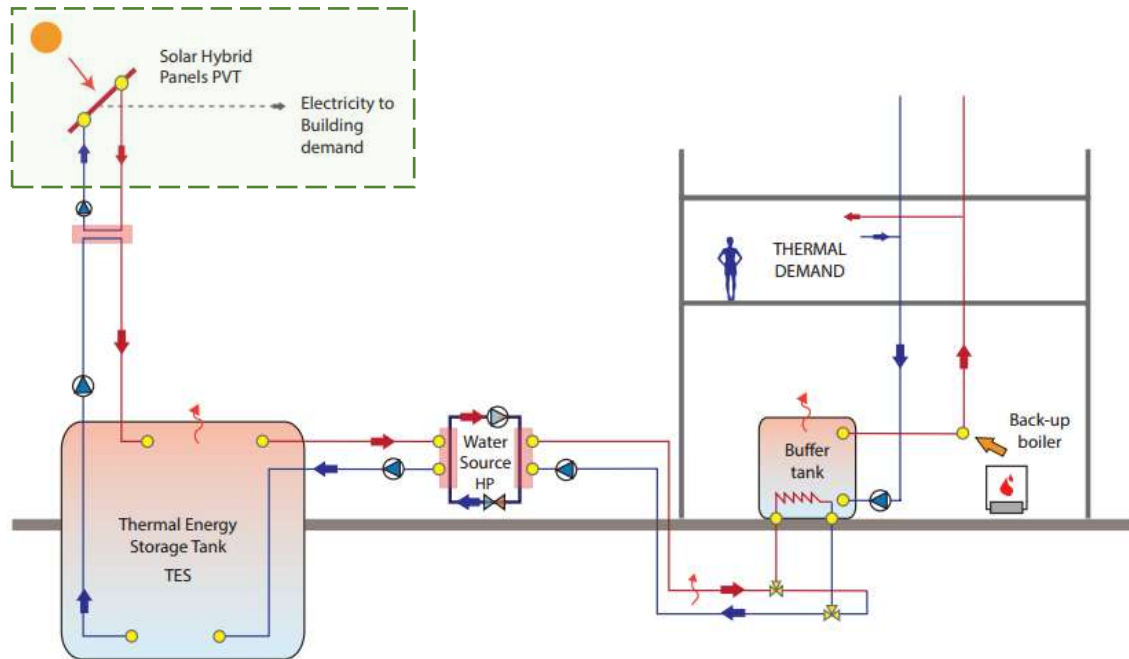 Solar Hybrid
Panels PVT
Electricity to
Building
demand
THERMAL
DEMAND
Water
Source
HP
Buffer
tank
Back-up
boiler
Thermal Energy
Storage Tank
TES